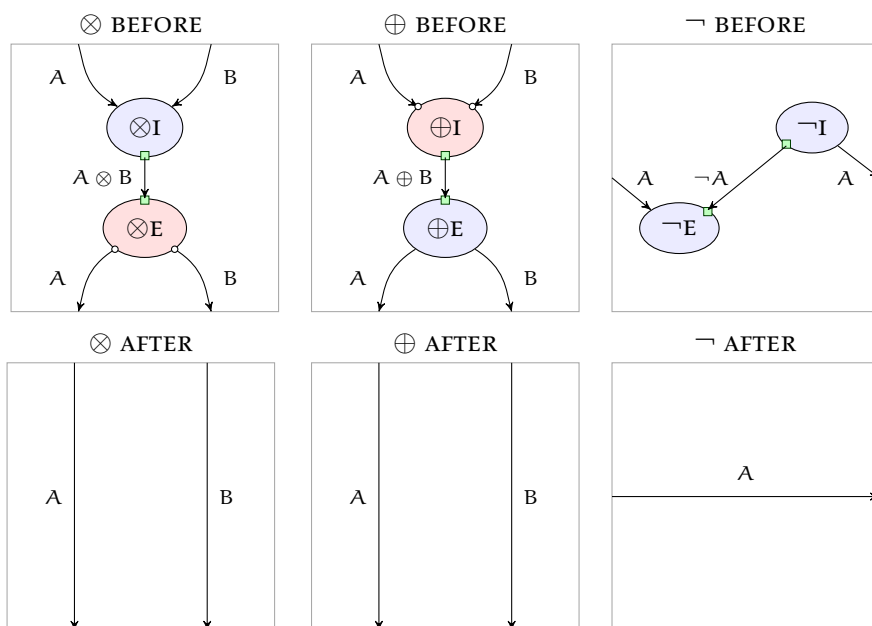 ⊗ BEFORE
⊕ BEFORE
¬ BEFORE
A B
⊗I
A ⊗ B
⊗E
A B
A B
⊕I
A ⊕ B
⊕E
A B
¬I
A ¬A A
¬E
⊗ AFTER
⊕ AFTER
¬ AFTER
A B
A B
A